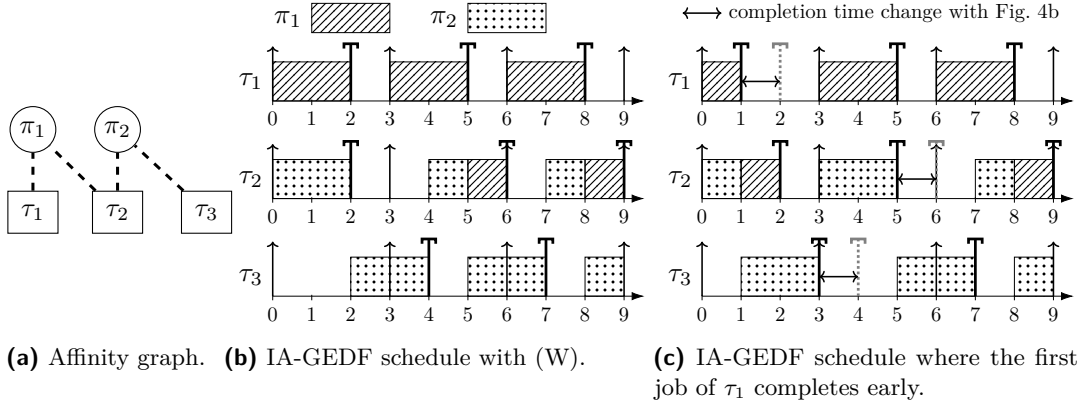 π1 π2 completion time change with Fig. 4b
τ1 τ1
0 1 2 3 4 5 6 7 8 9 0 1 2 3 4 5 6 7 8 9
π1 π2
τ2 τ2
0 1 2 3 4 5 6 7 8 9 0 1 2 3 4 5 6 7 8 9
τ1 τ2 τ3
τ3 τ3
0 1 2 3 4 5 6 7 8 9 0 1 2 3 4 5 6 7 8 9
(a) Affinity graph. (b) IA-GEDF schedule with (W). (c) IA-GEDF schedule where the first
job of τ1 completes early.